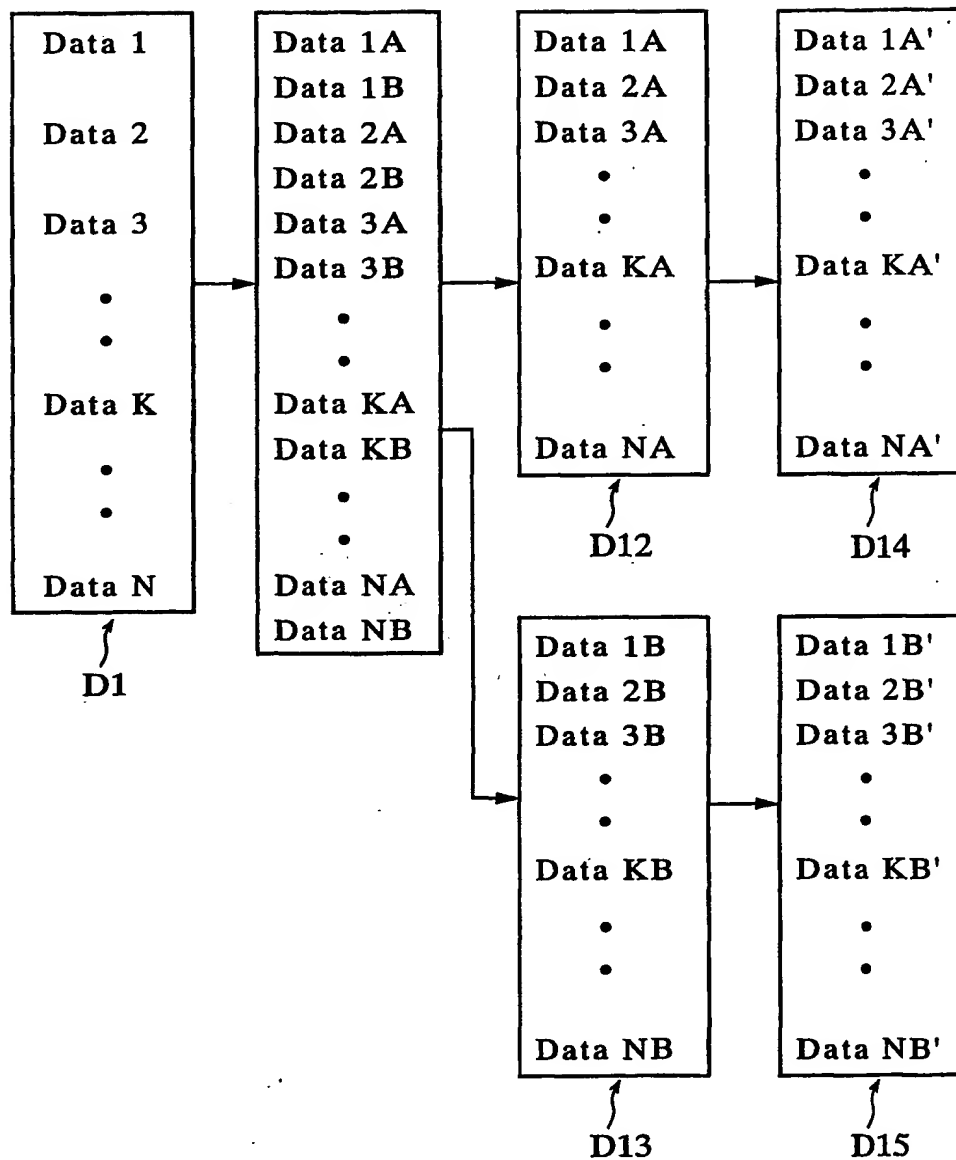 Data 1
Data 2
Data 3
Data K
Data N
D1
Data 1A
Data 1B
Data 2A
Data 2B
Data 3A
Data 3B
Data KA
Data KB
Data NA
Data NB
Data 1A
Data 2A
Data 3A
Data KA
Data NA
D12
Data 1A'
Data 2A'
Data 3A'
Data KA'
Data NA'
D14
Data 1B
Data 2B
Data 3B
Data KB
Data NB
D13
Data 1B'
Data 2B'
Data 3B'
Data KB'
Data NB'
D15